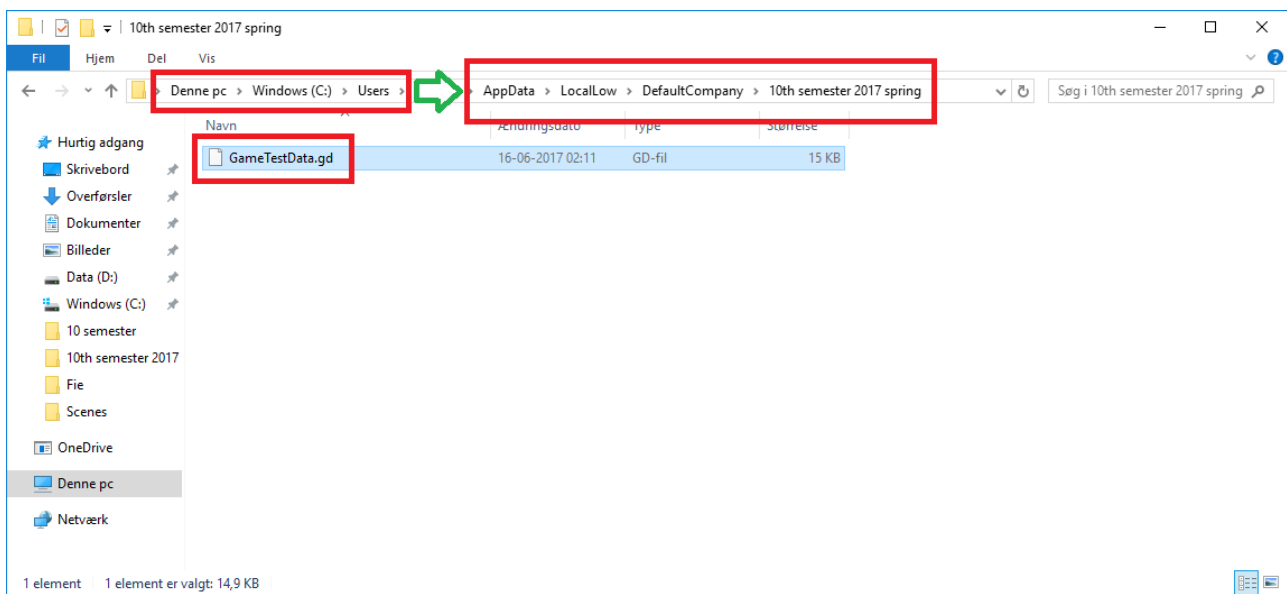 10th semester 2017 spring
Fil Hjem Del Vis
Denne pc > Windows (C:) > Users > > AppData > LocalLow > DefaultCompany > 10th semester 2017 spring Søg i 10th semester 2017 spring
Navn Ændringsdato Type Størrelse
GameTestData.gd 16-06-2017 02:11 GD-fil 15 KB
Hurtig adgang
Skrivebord
Overførsler
Dokumenter
Billeder
Data (D:)
Windows (C:)
10 semester
10th semester 2017
Fie
Scenes
OneDrive
Denne pc
Netværk
1 element 1 element er valgt: 14,9 KB